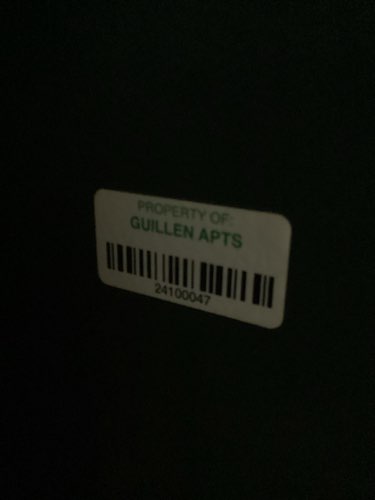 PROPERTY OF:
GUILLEN APTS
24100047